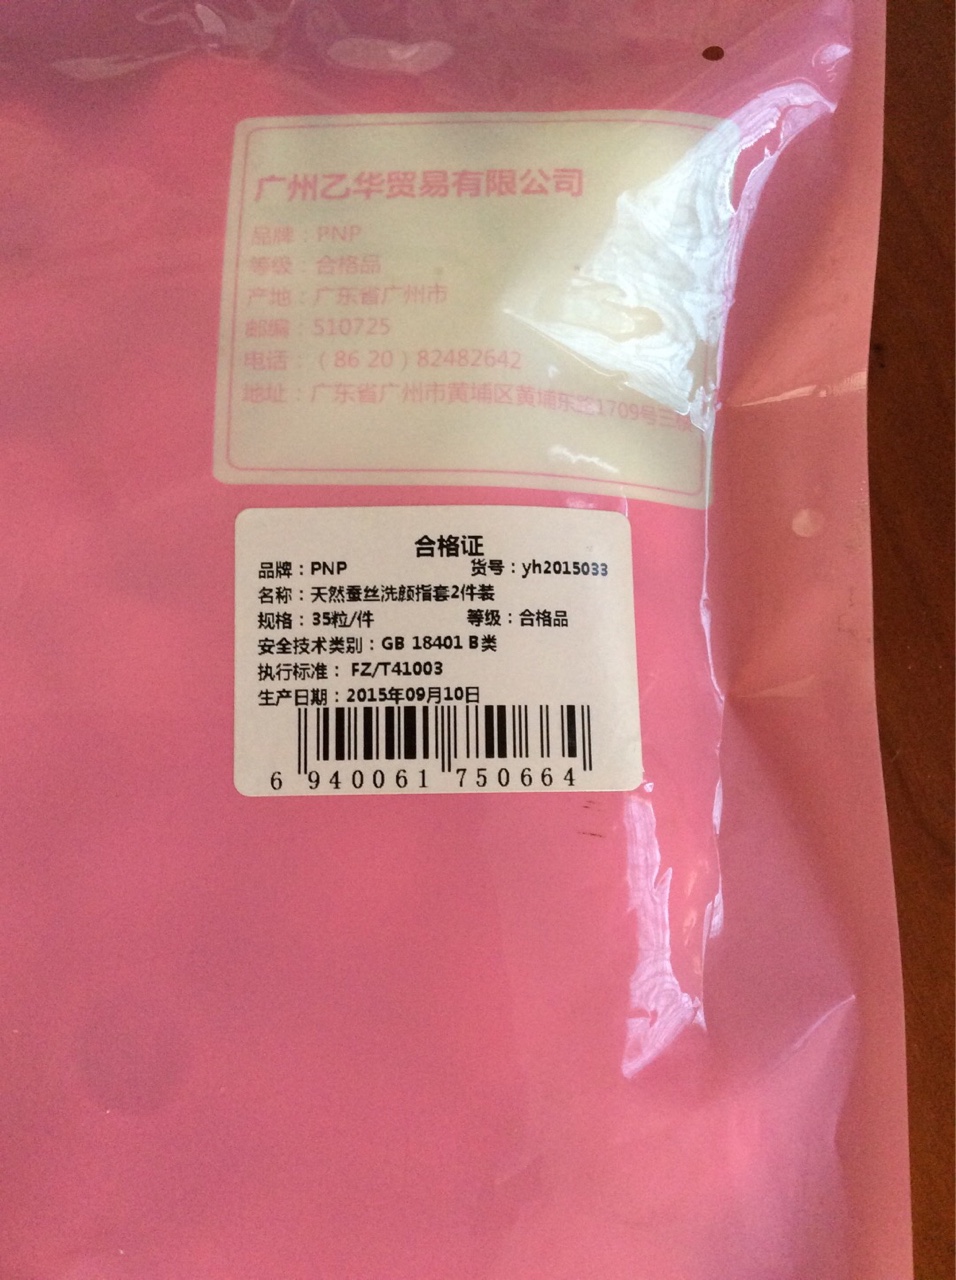 广州乙华贸易有限公司
品牌：PNP
等级：合格品
产地：广东省广州市
邮编：510725
电话：（86 20）82482642
地址：广东省广州市黄埔区黄埔东路1709号三楼
合格证
品牌：PNP 货号：yh2015033
名称：天然蚕丝洗颜指套2件装
规格：35粒/件 等级：合格品
安全技术类别：GB 18401 B类
执行标准： FZ/T41003
生产日期：2015年09月10日
6 940061 750664